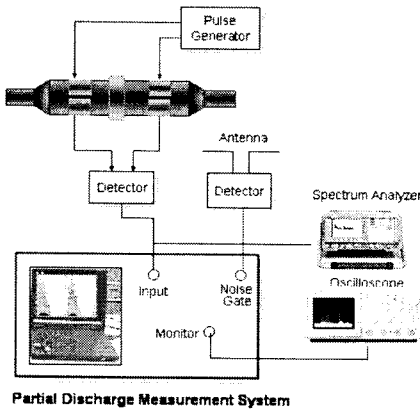 Pulse
Generator
Antenna
Detector
Detector
Spectrum Analyzer
Oscilloscope
Input
Noise
Gate
Monitor
Partial Discharge Measurement System